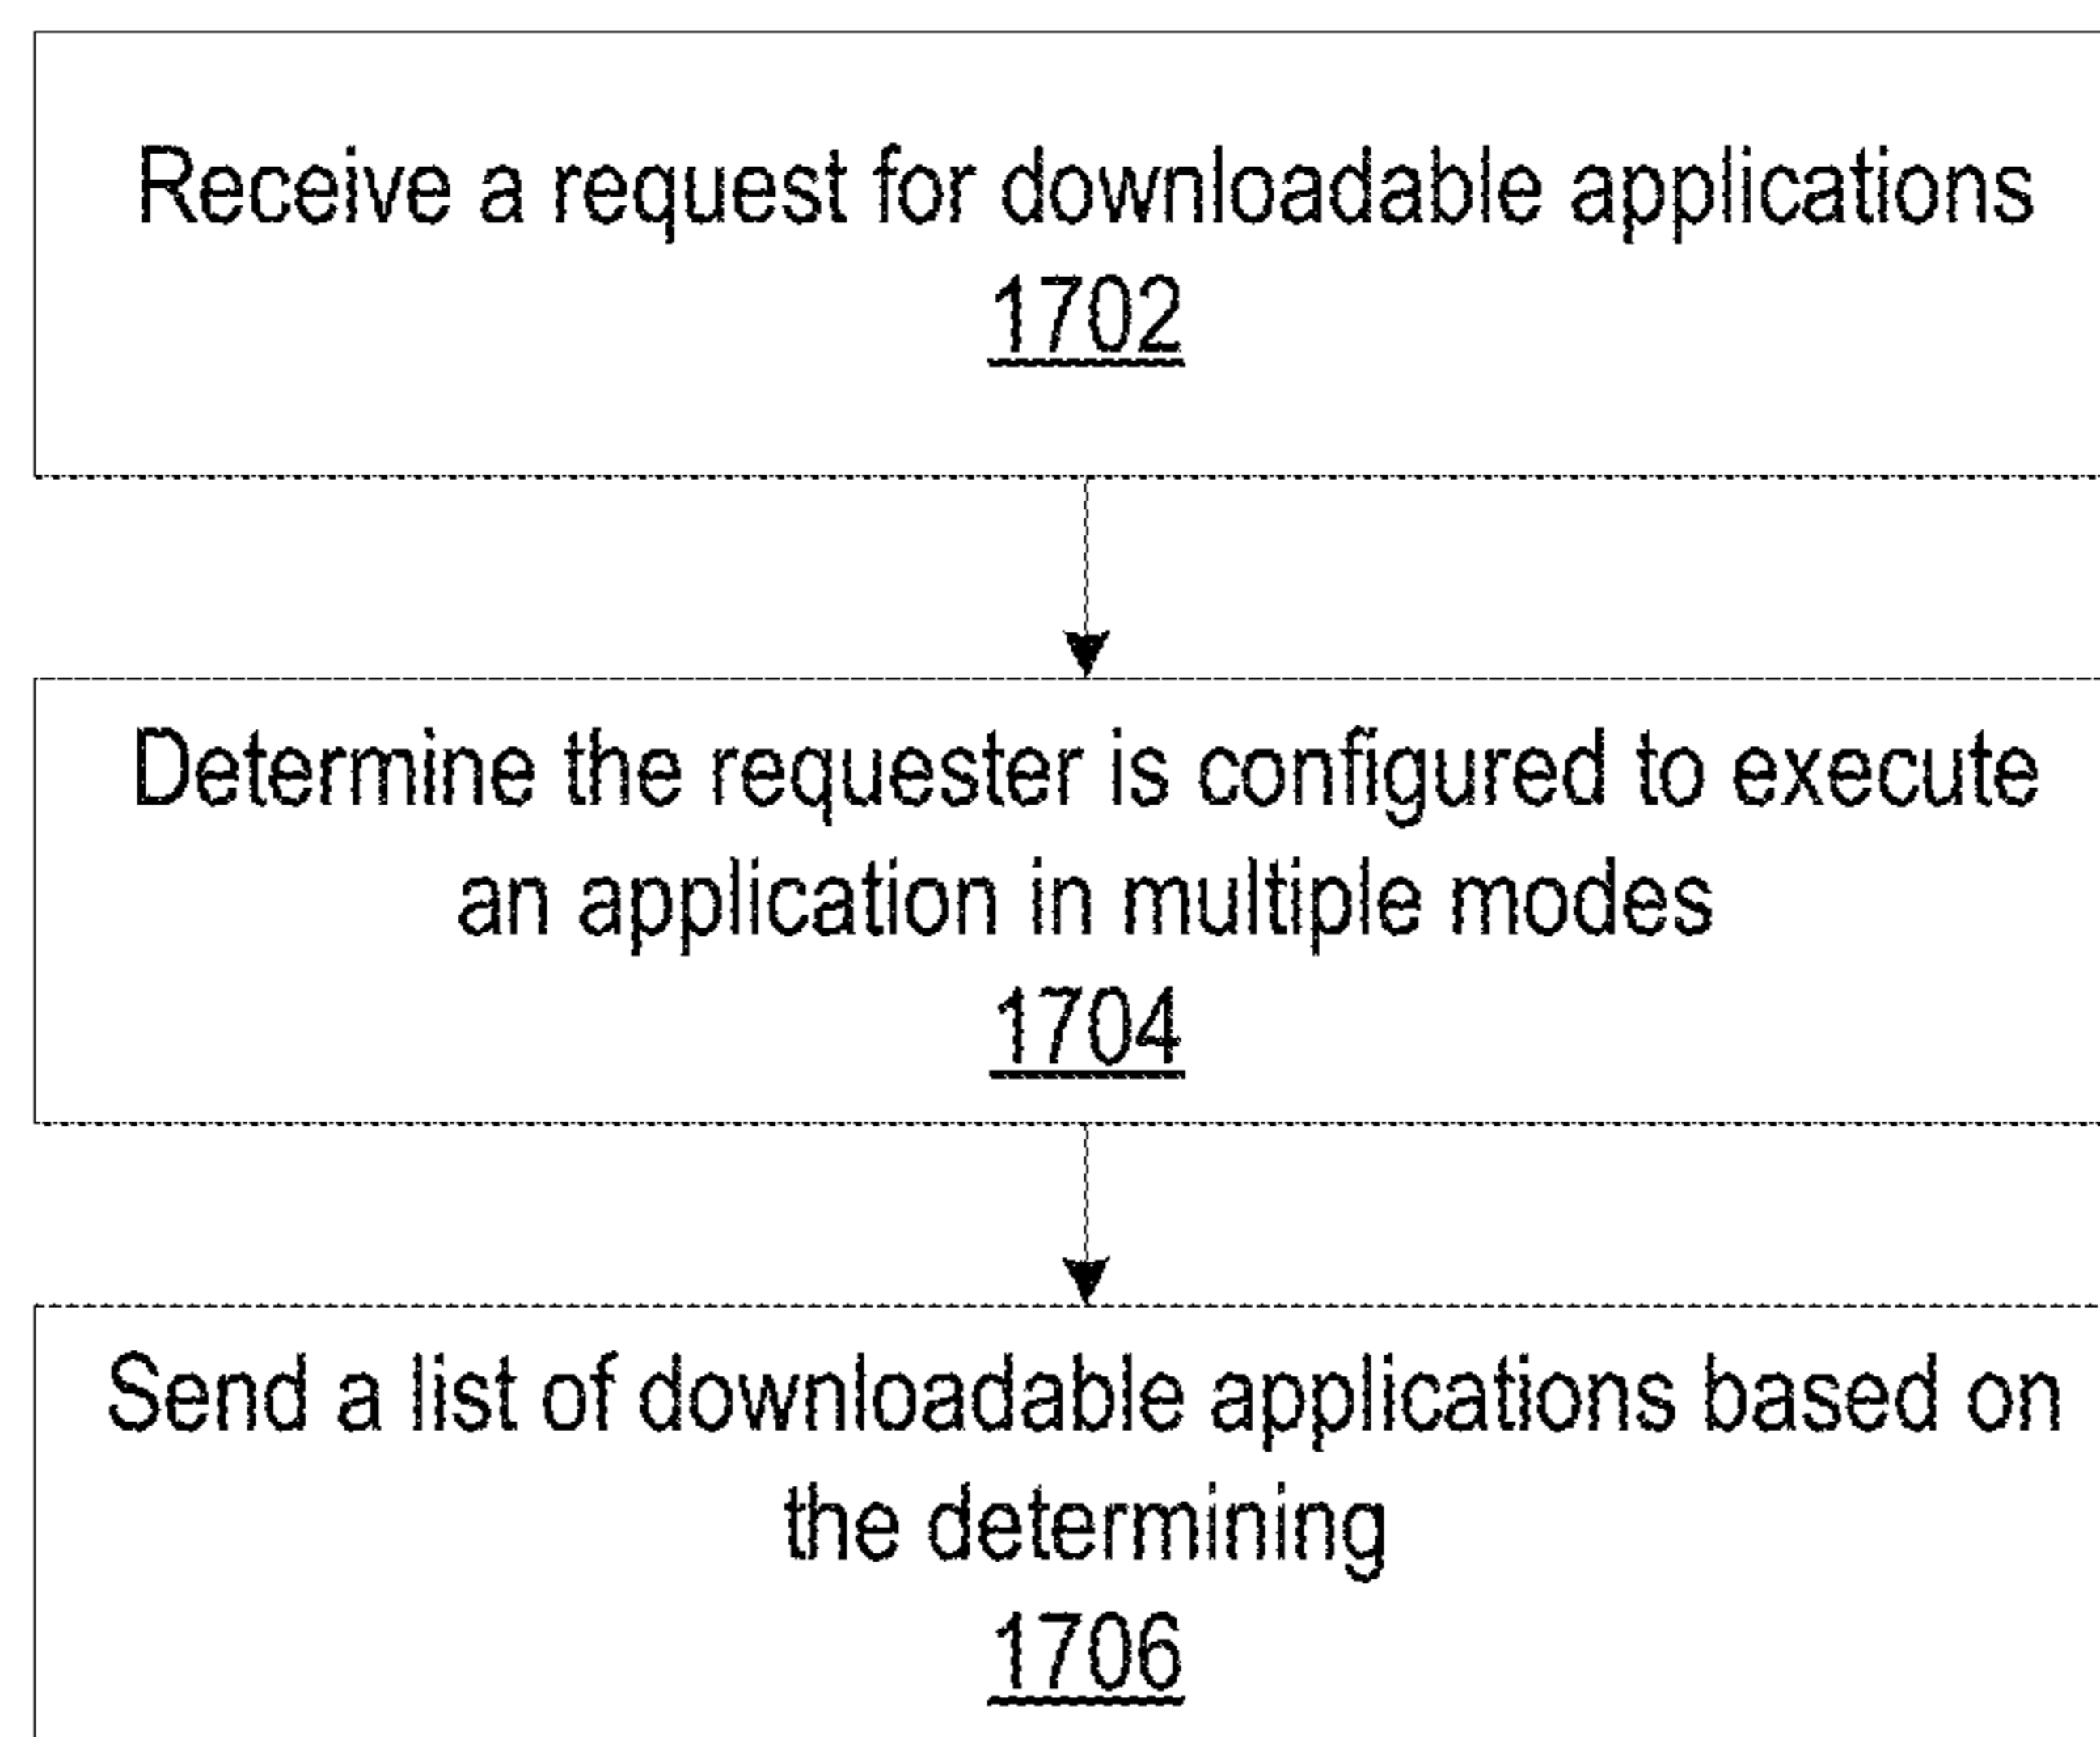 Receive a request for downloadable applications
1702
Determine the requester is configured to execute
an application in multiple modes
1704
Send a list of downloadable applications based on
the determining
1706